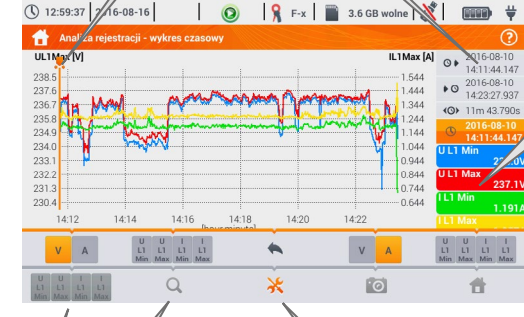 12:59:37
2016-08-16
F-x
3.6 GB wolne
Analiza rejestracji - wykres czasowy
UL1Max [V]
IL1Max [A]
238.5
237.6
236.7
235.8
234.9
234.0
233.1
232.2
231.3
230.4
1.544
1.444
1.344
1.244
1.144
1.044
0.944
0.844
0.744
0.644
14:12
14:14
14:16
14:18
14:20
14:22
[hour:minute]
2016-08-10
14:11:44.147
2016-08-10
14:23:27.937
11m 43.790s
2016-08-10
14:11:44.147
U L1 Min
U L1 Max
237.1V
I L1 Min
1.191A
I L1 Max
V A
U U I I
L1 L1 L1 L1
Min Max Min Max
V A
U U I I
L1 L1 L1 L1
Min Max Min Max
U U I I
L1 L1 L1 L1
Min Max Min Max